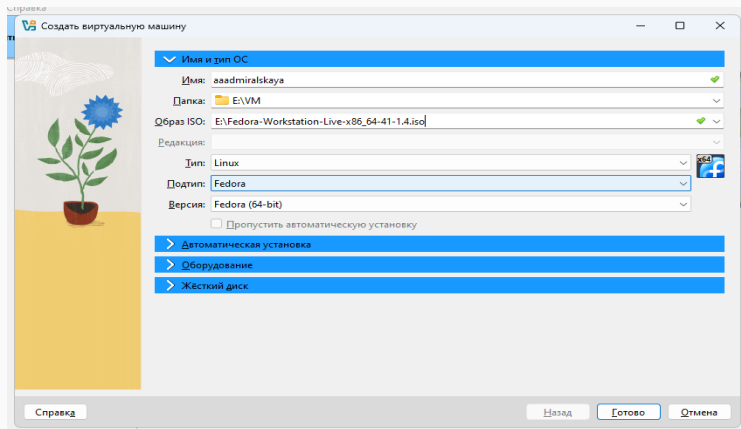 Справка
Создать виртуальную машину
Имя и тип ОС
Имя: aaadmiralskaya
Папка: E:\VM
Образ ISO: E:\Fedora-Workstation-Live-x86_64-41-1.4.iso
Редакция:
Тип: Linux
x64
Подтип: Fedora
Версия: Fedora (64-bit)
Пропустить автоматическую установку
Автоматическая установка
Оборудование
Жёсткий диск
Справка Назад Готово Отмена